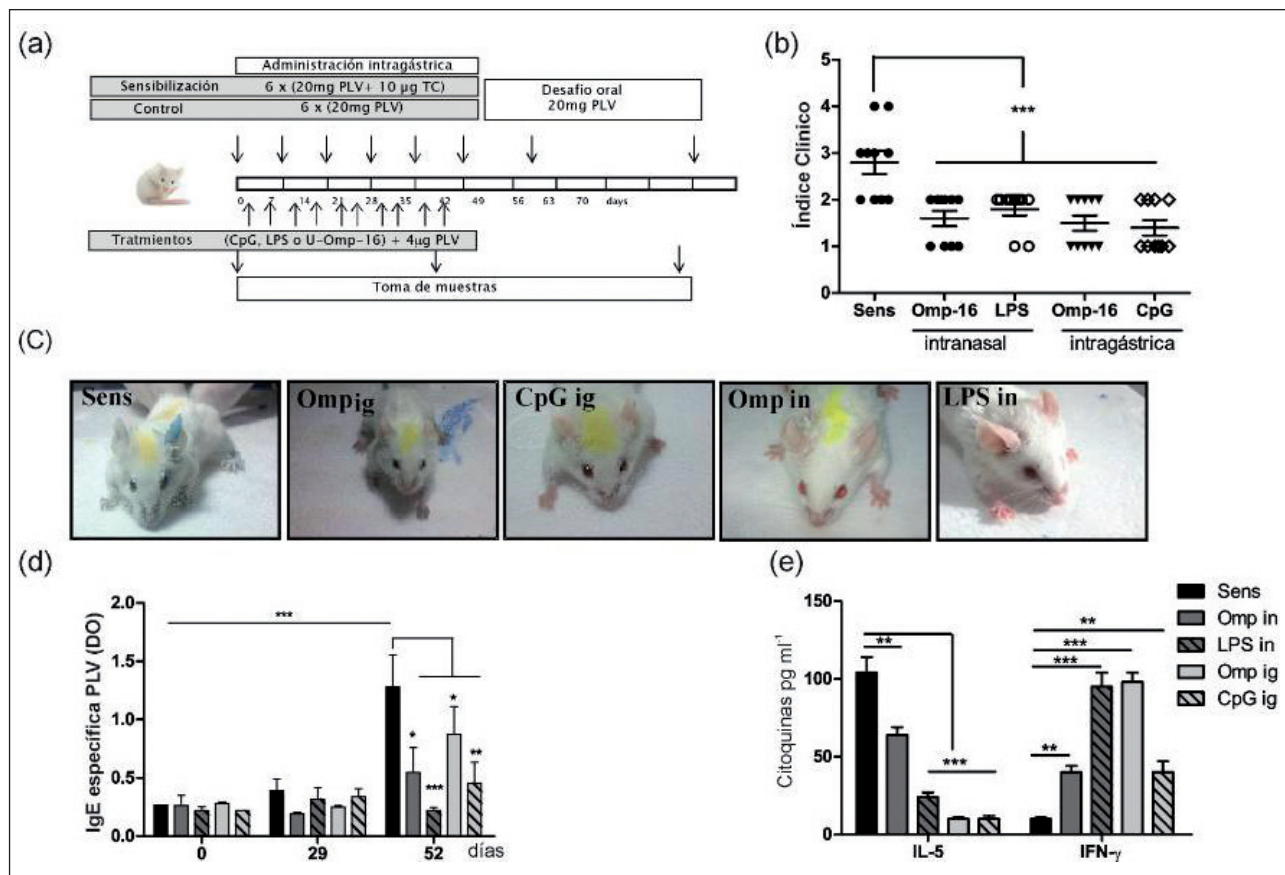 (a)
Administración intragástrica
Sensibilización 6 x (20mg PLV+ 10 µg TC)
Control 6 x (20mg PLV)
Desafio oral
20mg PLV
0 7 14 21 28 35 42 49 56 63 70 days
Tratmientos (CpG, LPS o U-Omp-16) + 4µg PLV
Toma de muestras
(b)
Índice Clínico
5
4
3
2
1
0
***
Sens Omp-16 LPS Omp-16 CpG
intranasal intragástrica
(C)
Sens
Omp ig
CpG ig
Omp in
LPS in
(d)
IgE específica PLV (DO)
2.0
1.5
1.0
0.5
0.0
***
* *** * **
0 29 52 días
(e)
Citoquinas pg ml-1
150
100
50
0
**
***
**
***
***
**
IL-5 IFN-γ
Sens
Omp in
LPS in
Omp ig
CpG ig